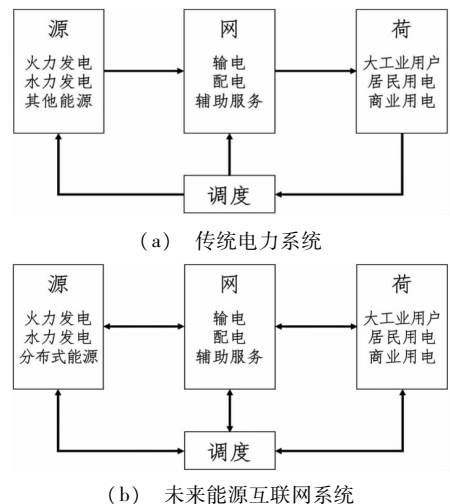 源
火力发电
水力发电
其他能源
网
输电
配电
辅助服务
荷
大工业用户
居民用电
商业用电
调度
(a) 传统电力系统
源
火力发电
水力发电
分布式能源
网
输电
配电
辅助服务
荷
大工业用户
居民用电
商业用电
调度
(b) 未来能源互联网系统